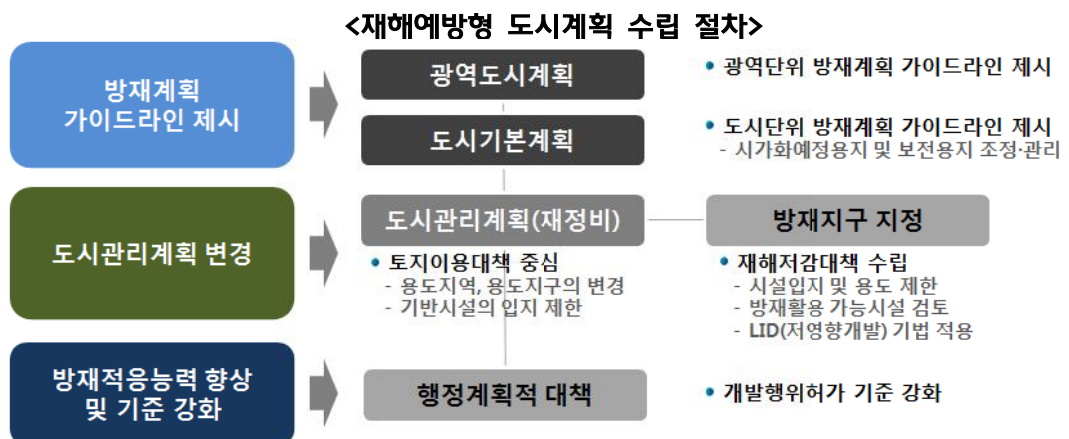 <재해예방형 도시계획 수립 절차>
방재계획
가이드라인 제시
광역도시계획
• 광역단위 방재계획 가이드라인 제시
도시기본계획
• 도시단위 방재계획 가이드라인 제시
- 시가화예정용지 및 보전용지 조정·관리
도시관리계획 변경
도시관리계획(재정비)
• 토지이용대책 중심
- 용도지역, 용도지구의 변경
- 기반시설의 입지 제한
방재지구 지정
• 재해저감대책 수립
- 시설입지 및 용도 제한
- 방재활용 가능시설 검토
- LID(저영향개발) 기법 적용
방재적응능력 향상
및 기준 강화
행정계획적 대책
• 개발행위허가 기준 강화